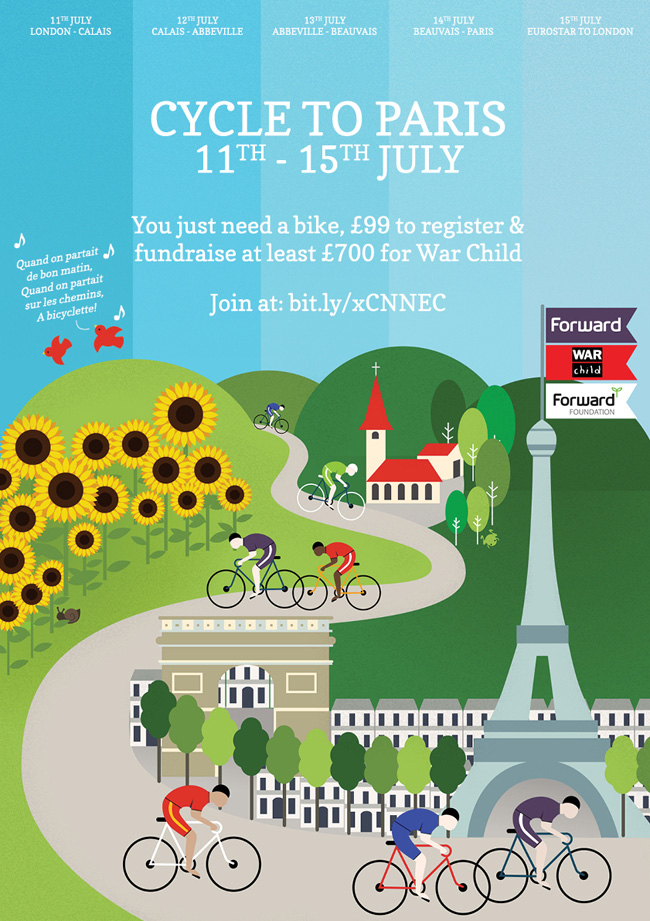 11TH JULY
LONDON - CALAIS
12TH JULY
CALAIS - ABBEVILLE
13TH JULY
ABBEVILLE - BEAUVAIS
14TH JULY
BEAUVAIS - PARIS
15TH JULY
EUROSTAR TO LONDON
CYCLE TO PARIS
11TH - 15TH JULY
You just need a bike, £99 to register &
fundraise at least £700 for War Child
Join at: bit.ly/xCNNEC
Quand on partait
de bon matin,
Quand on partait
sur les chemins,
A bicyclette!
Forward
WAR
child
Forward
FOUNDATION